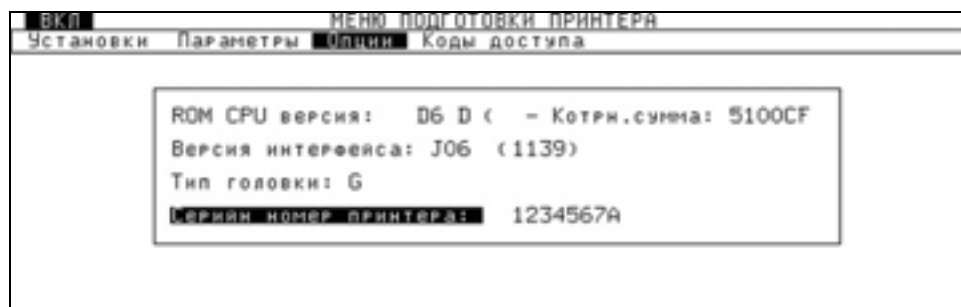 ВКЛ МЕНЮ ПОДГОТОВКИ ПРИНТЕРА
Установки Параметры Опции Коды доступа
ROM CPU версия: D6 D ( - Котрн.сумма: 5100CF
Версия интерфейса: J06 (1139)
Тип головки: G
Серийн номер принтера: 1234567A